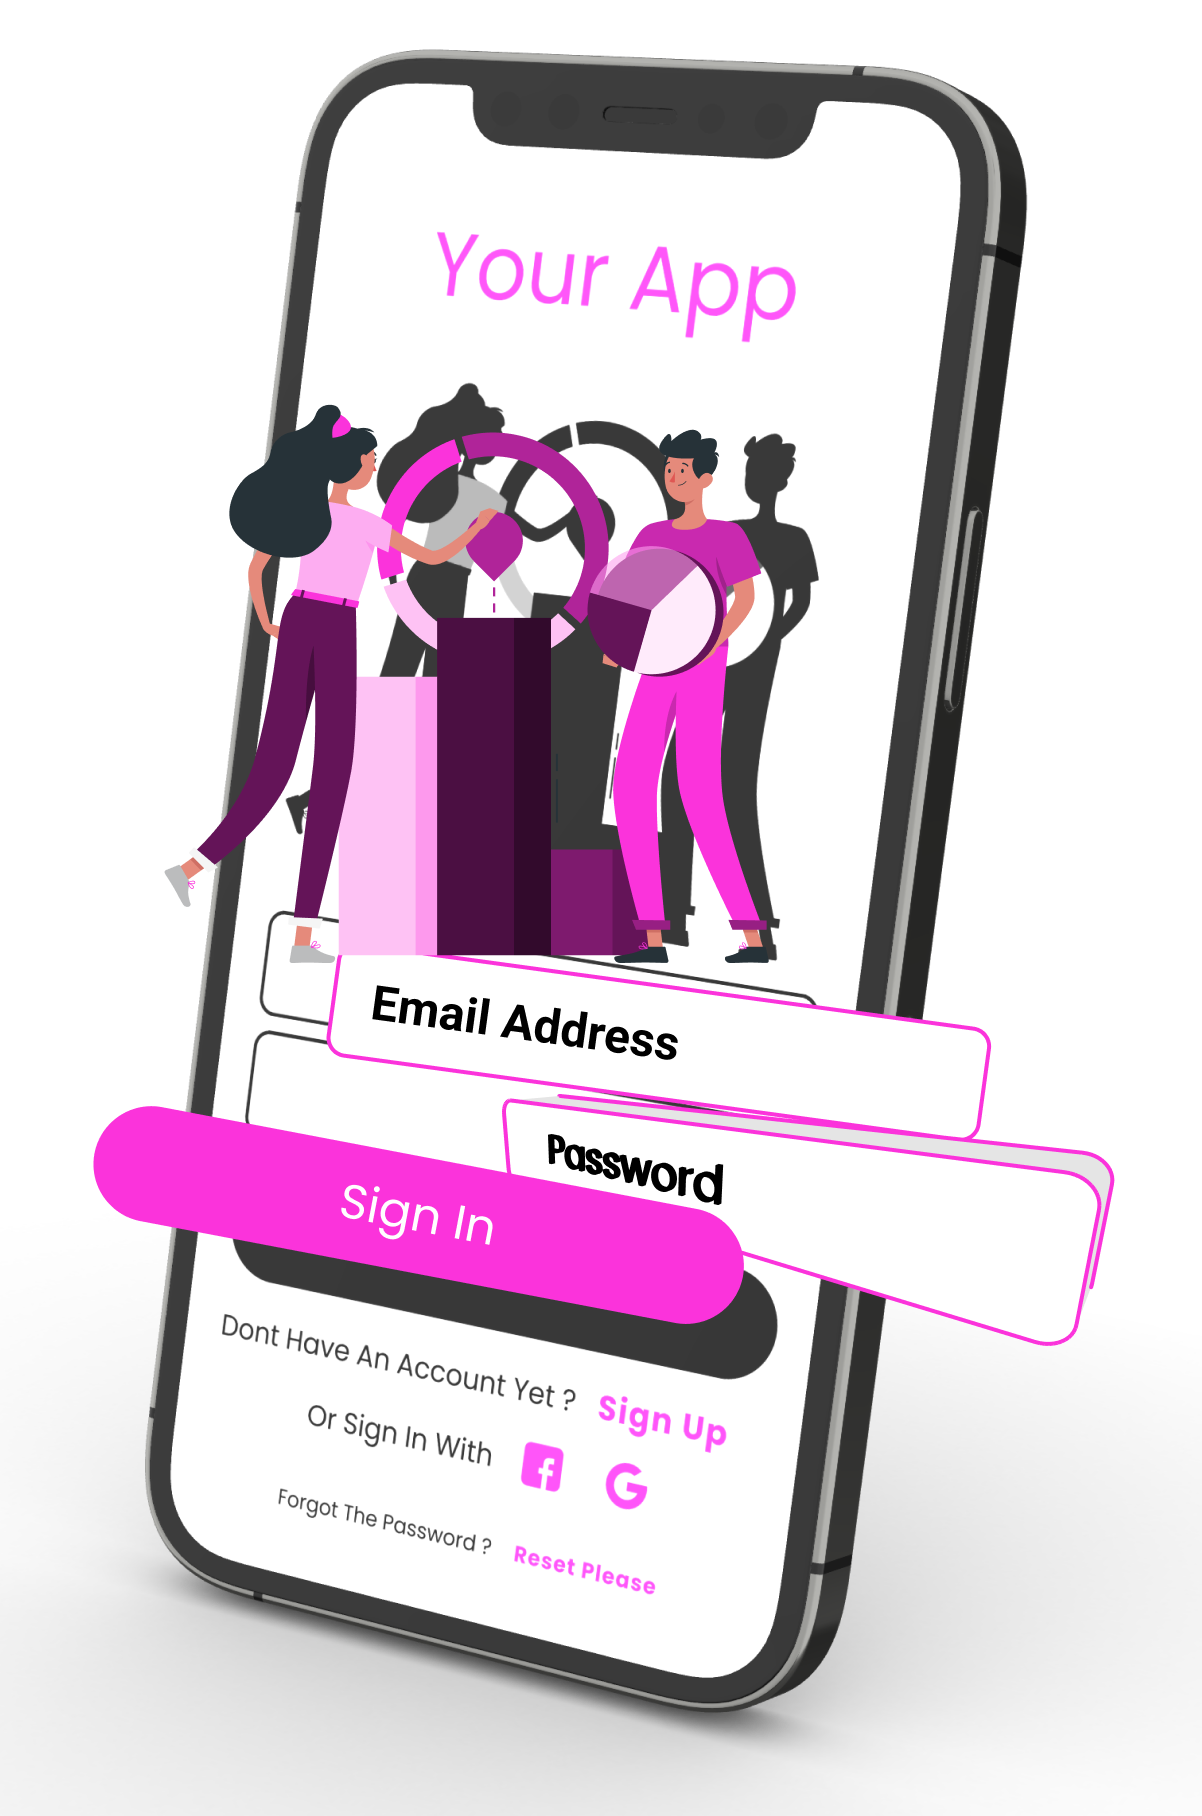 Your App
Email Address
Password
Sign In
Dont Have An Account Yet ? Sign Up
Or Sign In With
Forgot The Password ? Reset Please